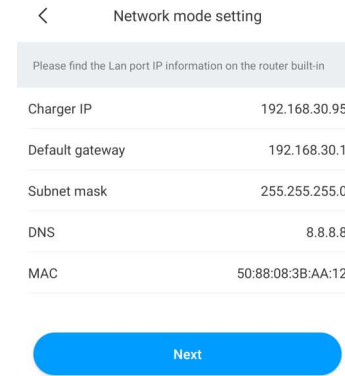 Network mode setting
Please find the Lan port IP information on the router built-in
Charger IP 192.168.30.95
Default gateway 192.168.30.1
Subnet mask 255.255.255.0
DNS 8.8.8.8
MAC 50:88:08:3B:AA:12
Next